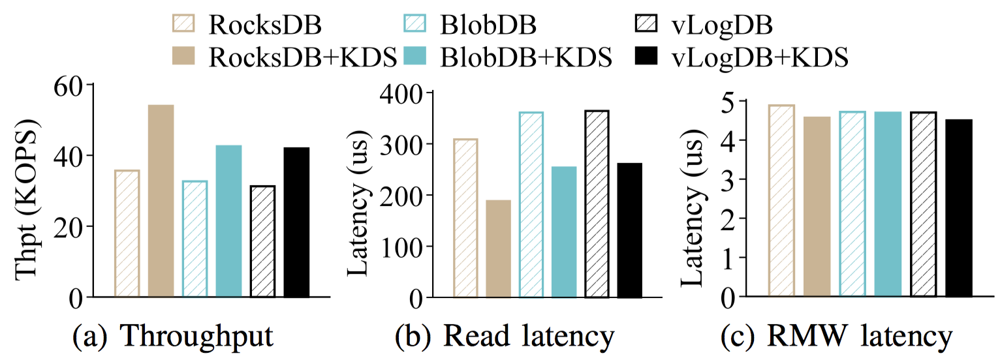 RocksDB BlobDB vLogDB
RocksDB+KDS BlobDB+KDS vLogDB+KDS
Thpt (KOPS)
60
40
20
0
(a) Throughput
Latency (us)
400
300
200
100
0
(b) Read latency
Latency (us)
5
4
3
2
1
0
(c) RMW latency